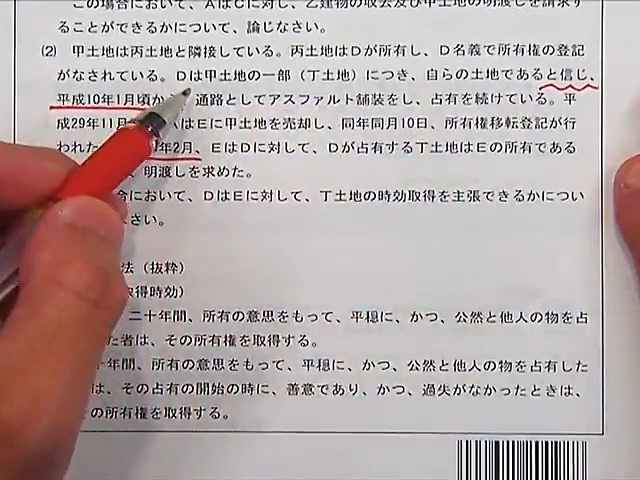 この場合において、AはCに対し、乙建物の収去及び甲土地の明渡しを請求す
ることができるかについて、論じなさい。
(2) 甲土地は丙土地と隣接している。丙土地はDが所有し、D名義で所有権の登記
がなされている。Dは甲土地の一部（丁土地）につき、自らの土地であると信じ、
平成10年1月頃か 通路としてアスファルト舗装をし、占有を続けている。平
成29年11月 AはEに甲土地を売却し、同年同月10日、所有権移転登記が行
われた 年2月、EはDに対して、Dが占有する丁土地はEの所有である
、明渡しを求めた。
合において、DはEに対して、丁土地の時効取得を主張できるかについ
さい。
法（抜粋）
取得時効）
二十年間、所有の意思をもって、平穏に、かつ、公然と他人の物を占
た者は、その所有権を取得する。
十年間、所有の意思をもって、平穏に、かつ、公然と他人の物を占有した
は、その占有の開始の時に、善意であり、かつ、過失がなかったときは、
の所有権を取得する。